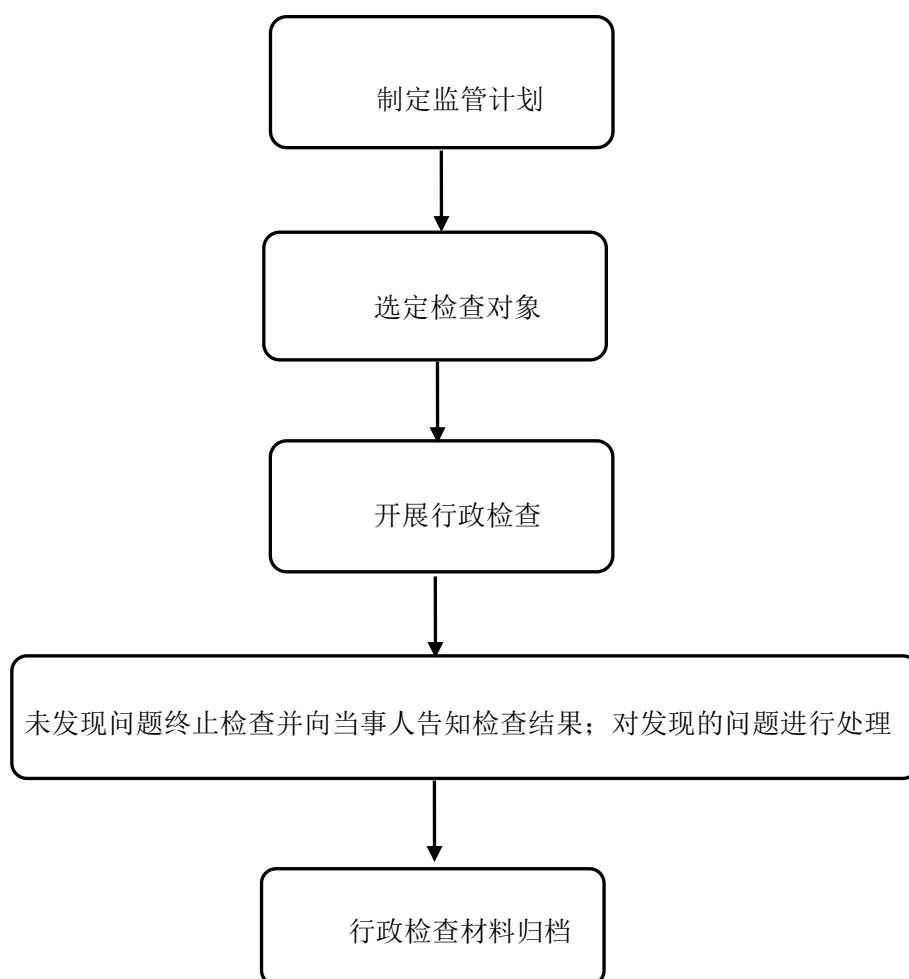 制定监管计划
选定检查对象
开展行政检查
未发现问题终止检查并向当事人告知检查结果；对发现的问题进行处理
行政检查材料归档